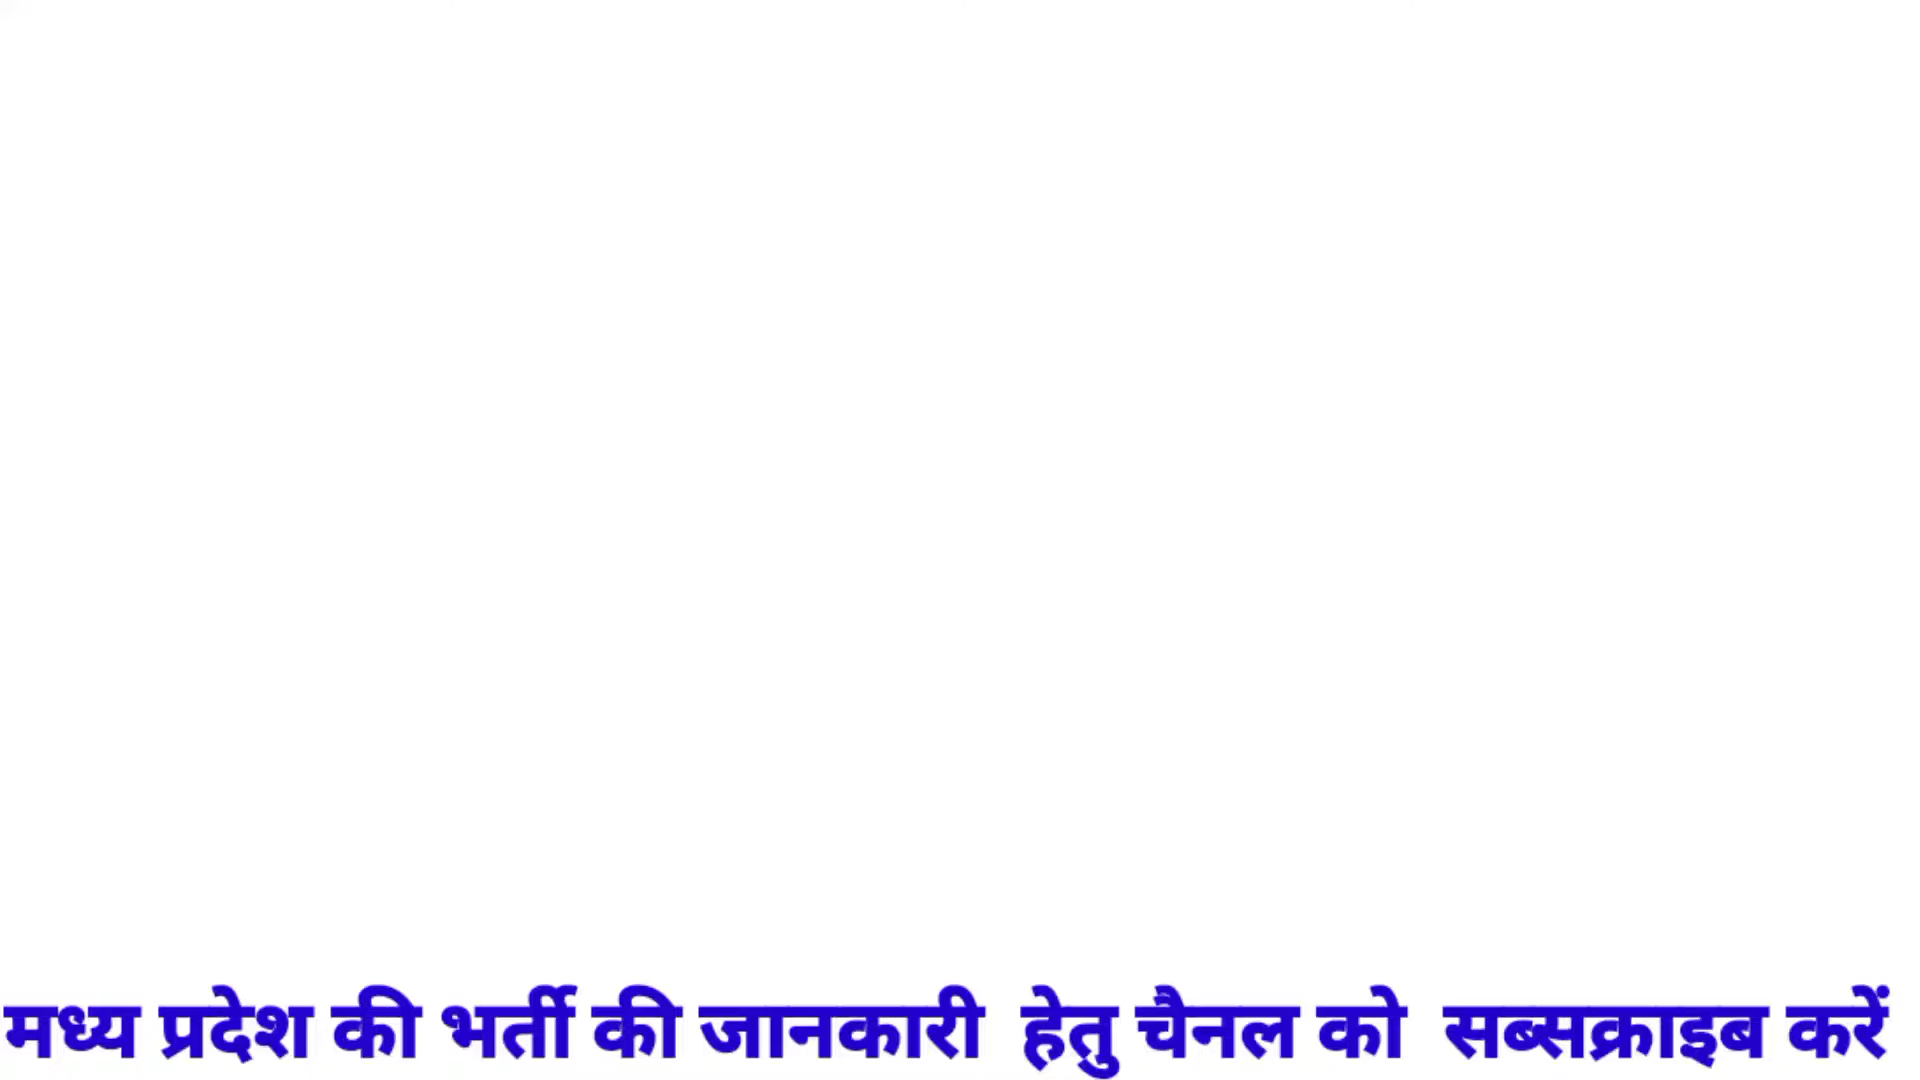 मध्य प्रदेश की भर्ती की जानकारी हेतु चैनल को सब्सक्राइब करें